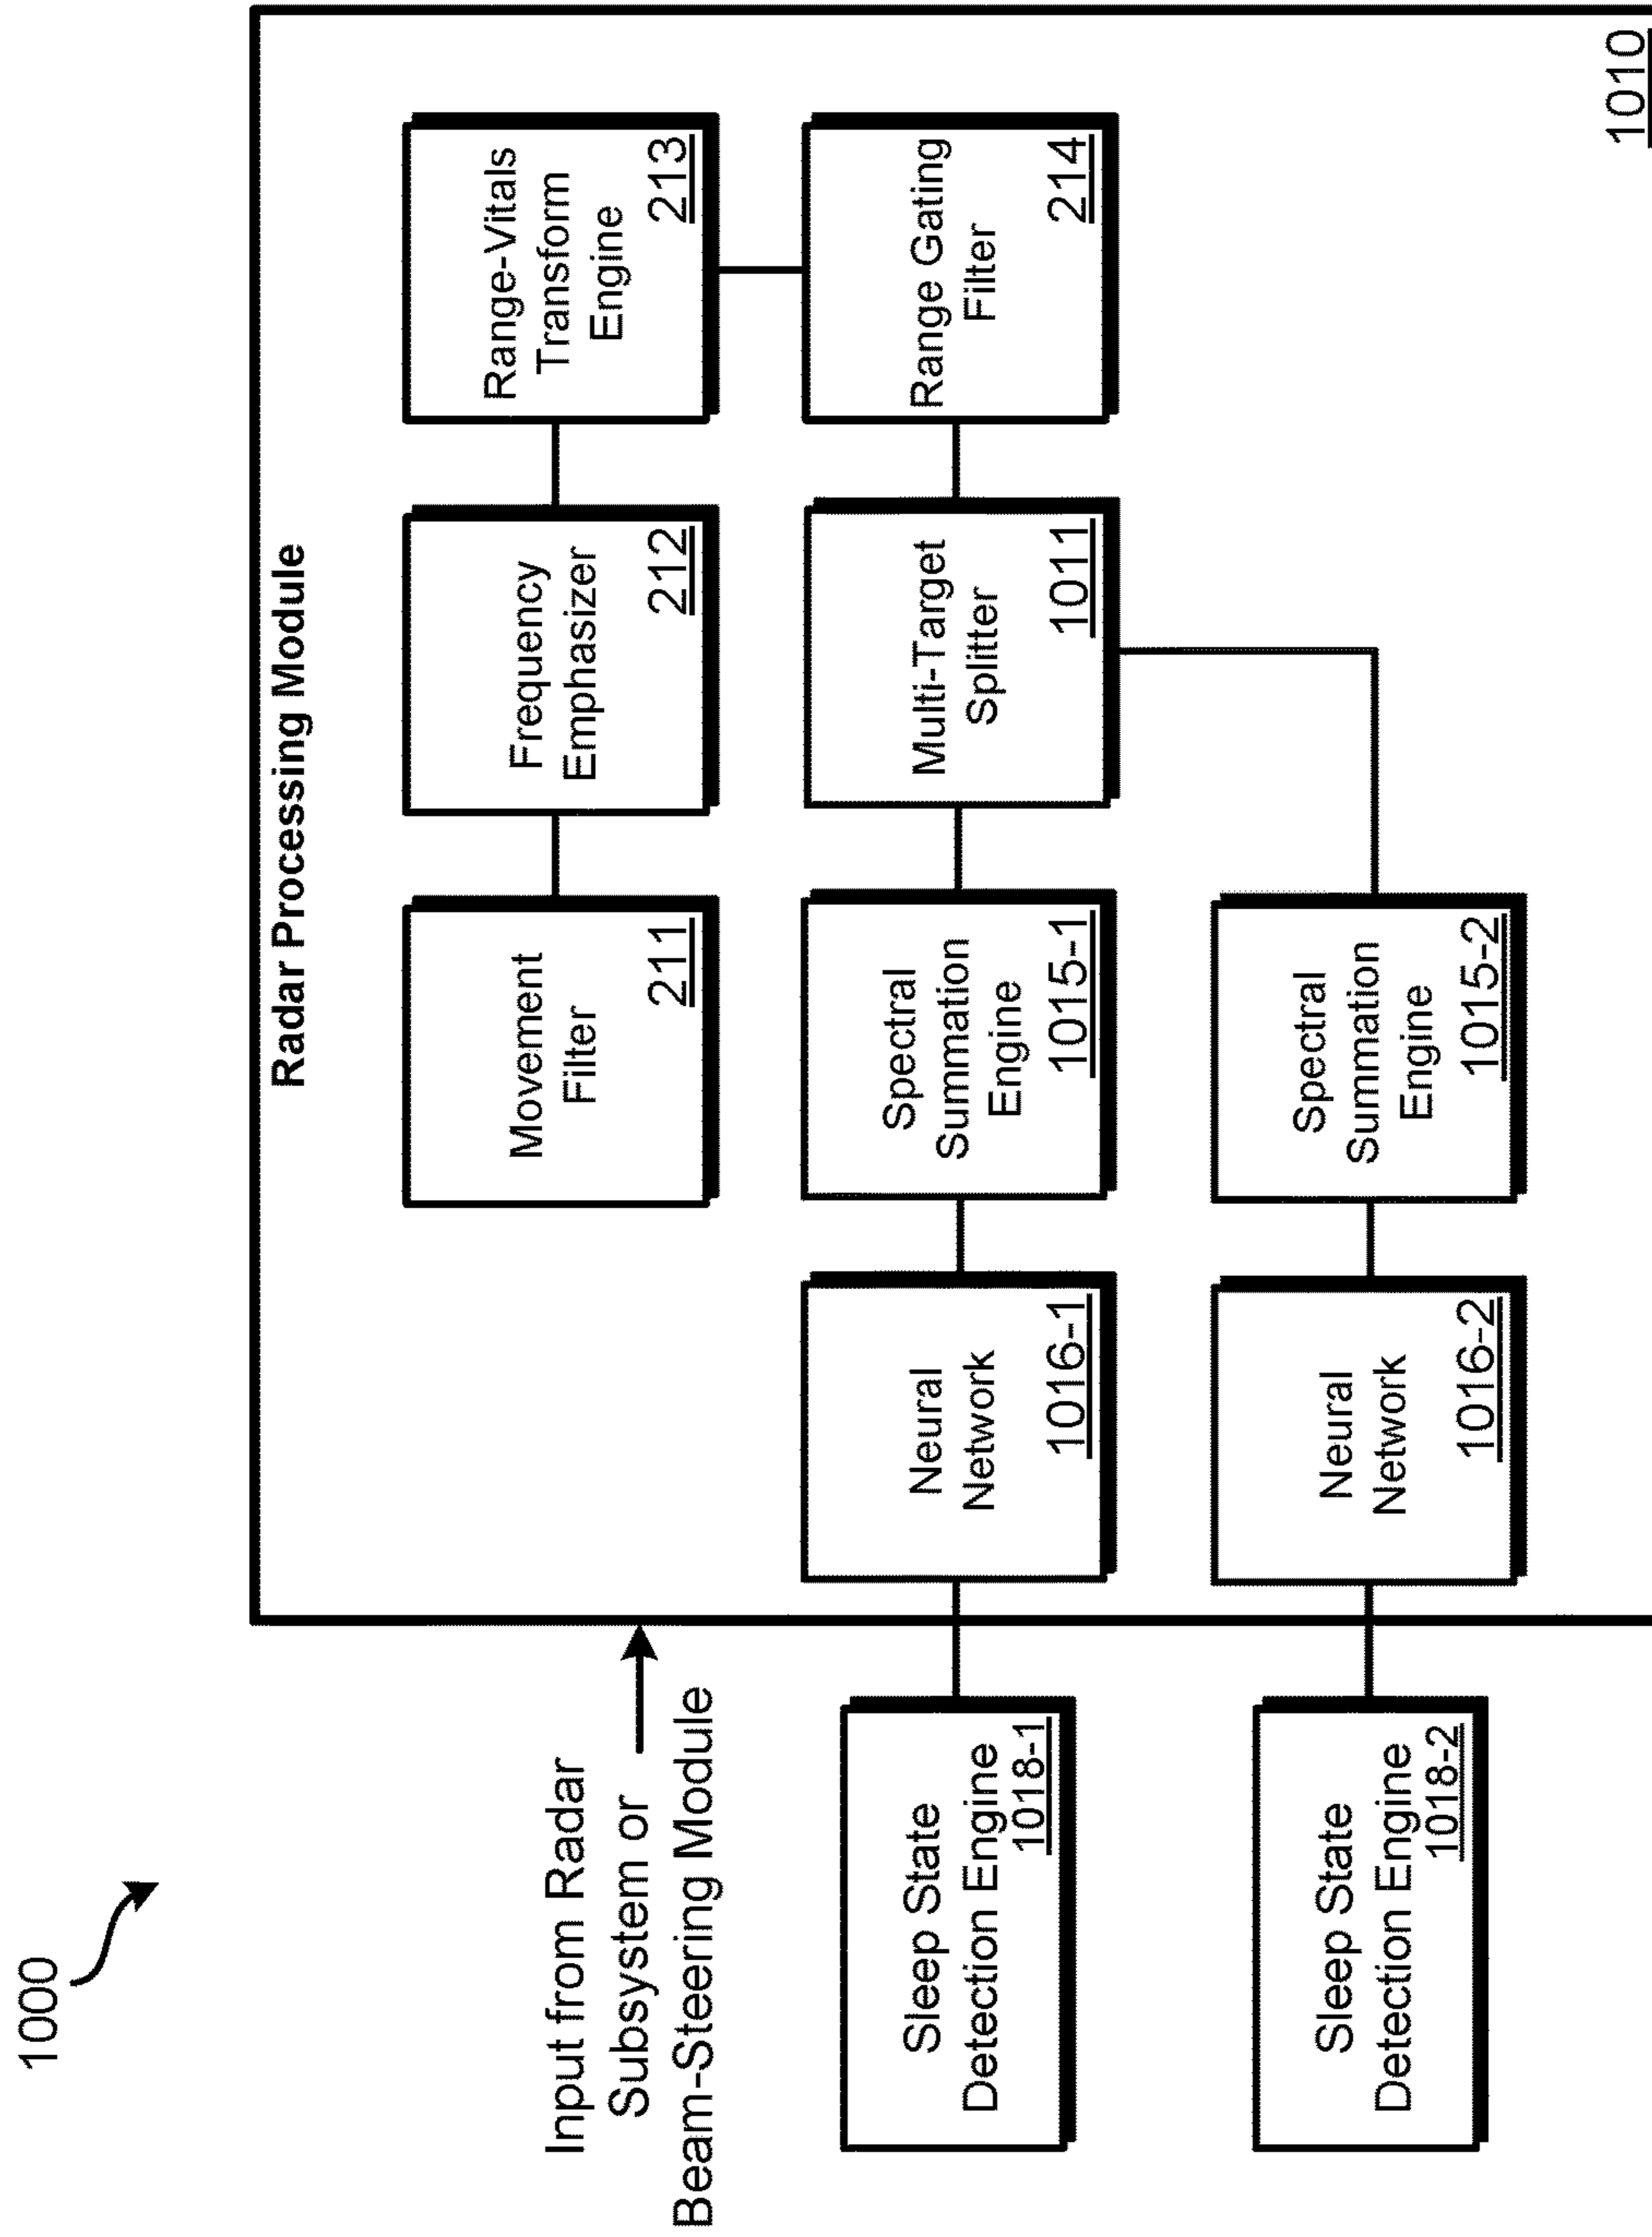 1000
Radar Processing Module
Input from Radar
Subsystem or
Beam-Steering Module
Movement
Filter
211
Frequency
Emphasizer
212
Range-Vitals
Transform
Engine
213
Sleep State
Detection Engine
1018-1
Neural
Network
1016-1
Spectral
Summation
Engine
1015-1
Multi-Target
Splitter
1011
Range Gating
Filter
214
Sleep State
Detection Engine
1018-2
Neural
Network
1016-2
Spectral
Summation
Engine
1015-2
1010